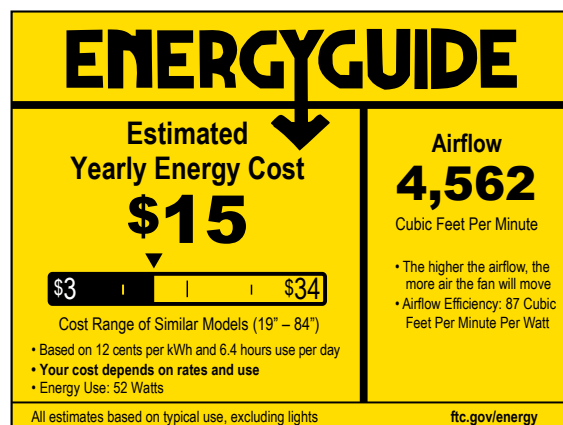 ENERGYGUIDE
Estimated
Yearly Energy Cost
$15
$3
$34
Cost Range of Similar Models (19” – 84”)
• Based on 12 cents per kWh and 6.4 hours use per day
• Your cost depends on rates and use
• Energy Use: 52 Watts
Airflow
4,562
Cubic Feet Per Minute
• The higher the airflow, the
more air the fan will move
• Airflow Efficiency: 87 Cubic
Feet Per Minute Per Watt
All estimates based on typical use, excluding lights
ftc.gov/energy